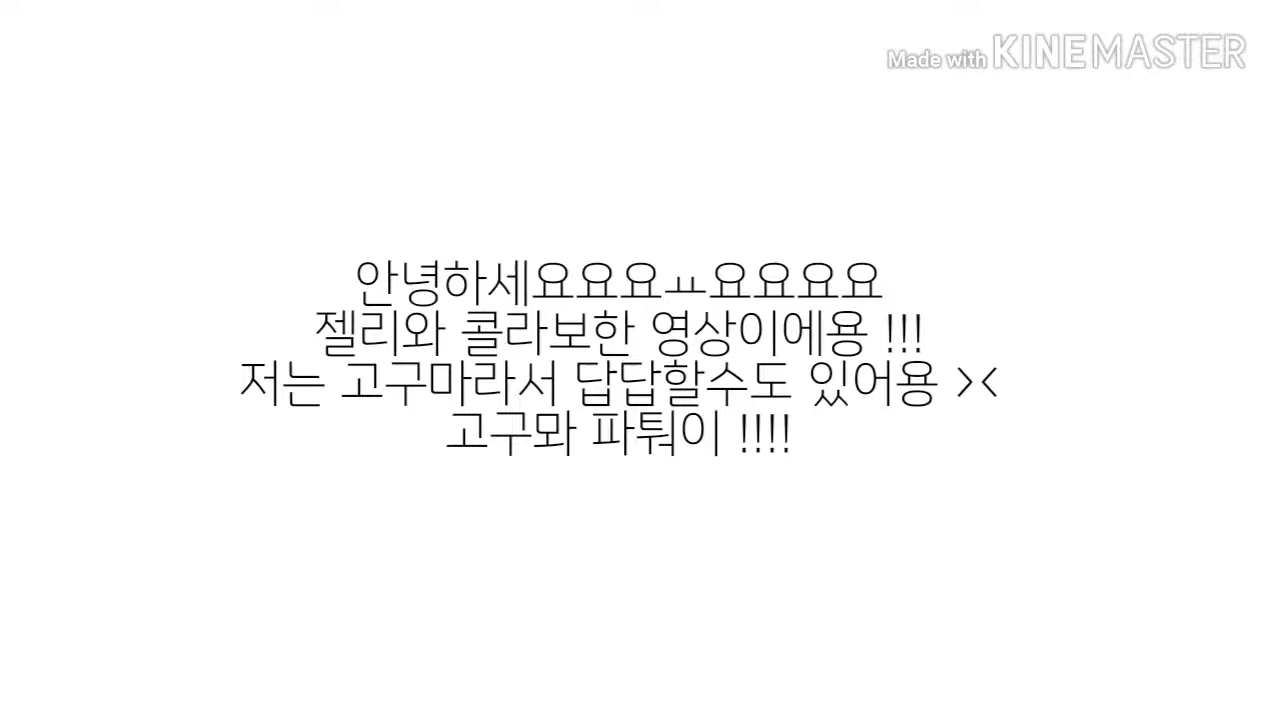 Made with KINEMASTER
안녕하세요요요ㅛ요요요요
젤리와 콜라보한 영상이에용 !!!
저는 고구마라서 답답할수도 있어용 ><
고구뫄 파퉈이 !!!!